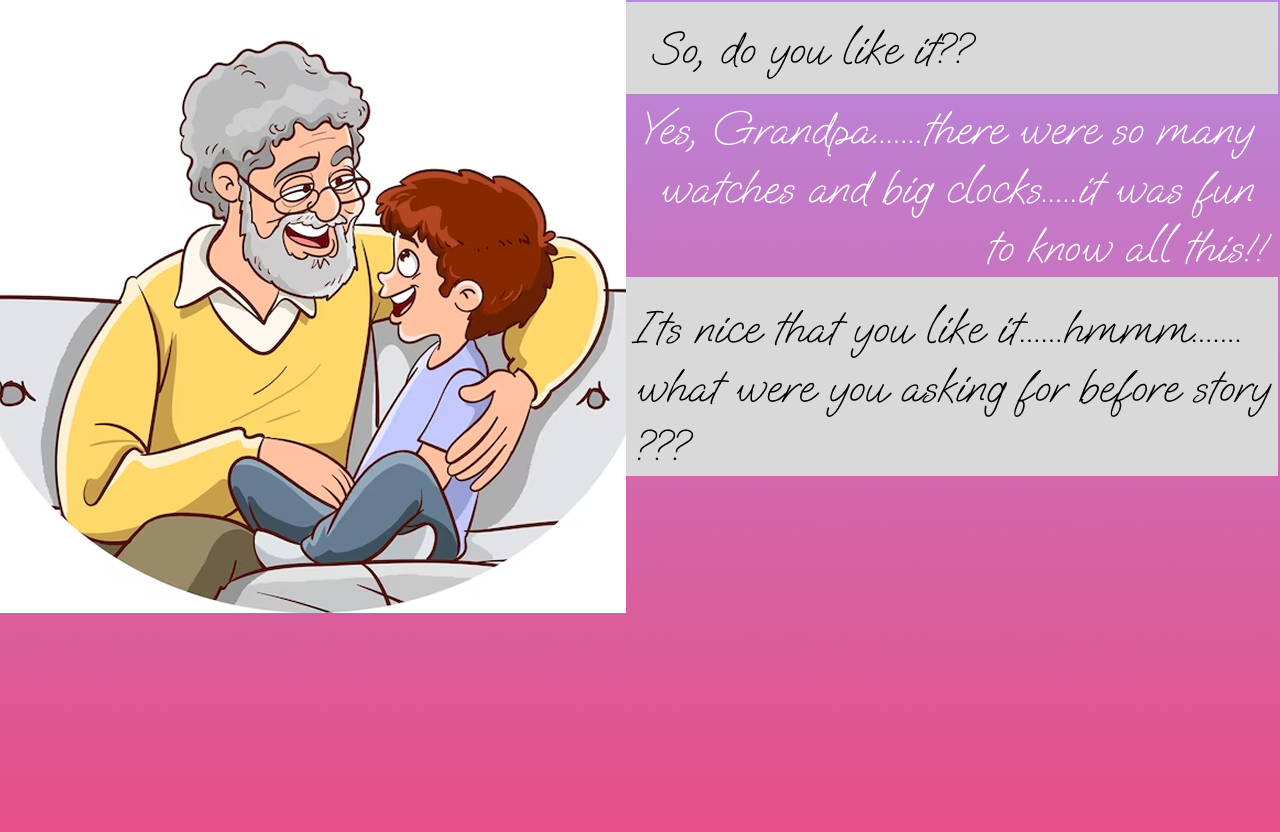 So, do you like it??
Yes, Grandpa.......there were so many
watches and big clocks.....it was fun
to know all this!!
Its nice that you like it......hmmm.......
what were you asking for before story
???